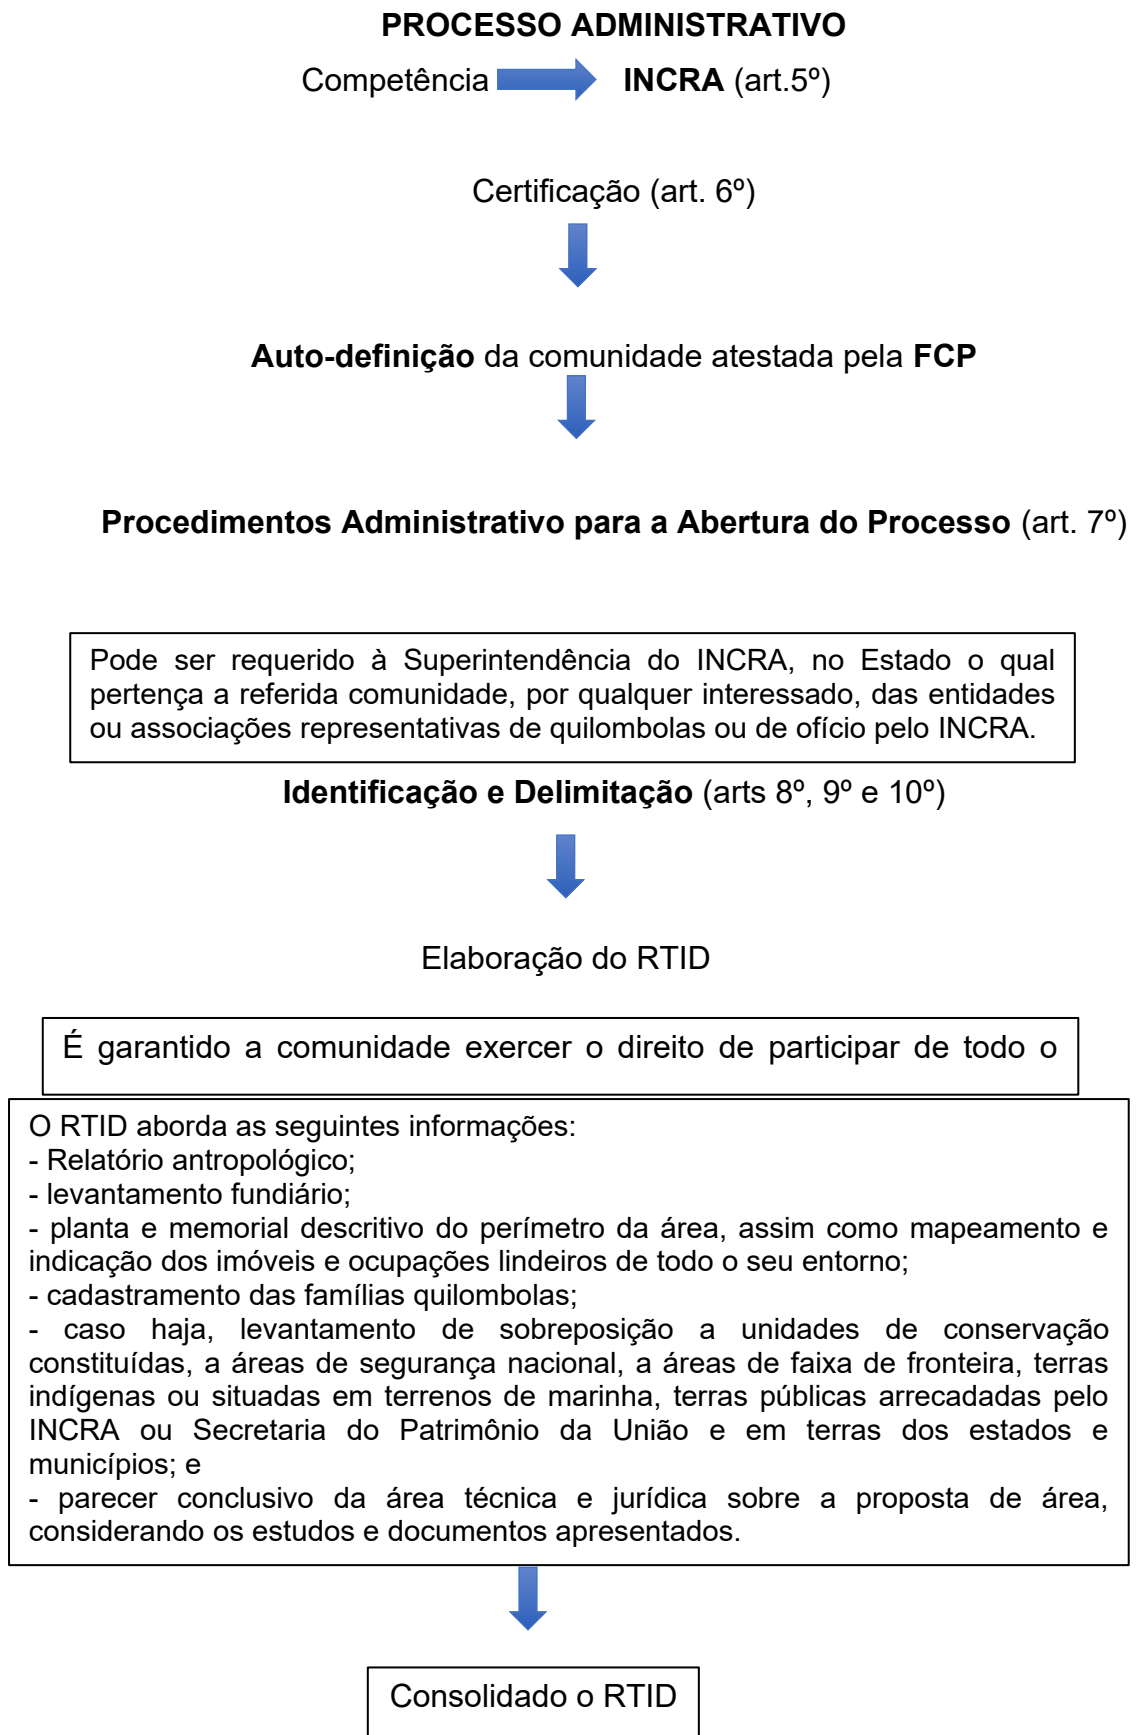 PROCESSO ADMINISTRATIVO
Competência INCRA (art.5º)
Certificação (art. 6º)
Auto-definição da comunidade atestada pela FCP
Procedimentos Administrativo para a Abertura do Processo (art. 7º)
Pode ser requerido à Superintendência do INCRA, no Estado o qual
pertença a referida comunidade, por qualquer interessado, das entidades
ou associações representativas de quilombolas ou de ofício pelo INCRA.
Identificação e Delimitação (arts 8º, 9º e 10º)
Elaboração do RTID
É garantido a comunidade exercer o direito de participar de todo o
O RTID aborda as seguintes informações:
- Relatório antropológico;
- levantamento fundiário;
- planta e memorial descritivo do perímetro da área, assim como mapeamento e
indicação dos imóveis e ocupações lindeiros de todo o seu entorno;
- cadastramento das famílias quilombolas;
- caso haja, levantamento de sobreposição a unidades de conservação
constituídas, a áreas de segurança nacional, a áreas de faixa de fronteira, terras
indígenas ou situadas em terrenos de marinha, terras públicas arrecadadas pelo
INCRA ou Secretaria do Patrimônio da União e em terras dos estados e
municípios; e
- parecer conclusivo da área técnica e jurídica sobre a proposta de área,
considerando os estudos e documentos apresentados.
Consolidado o RTID